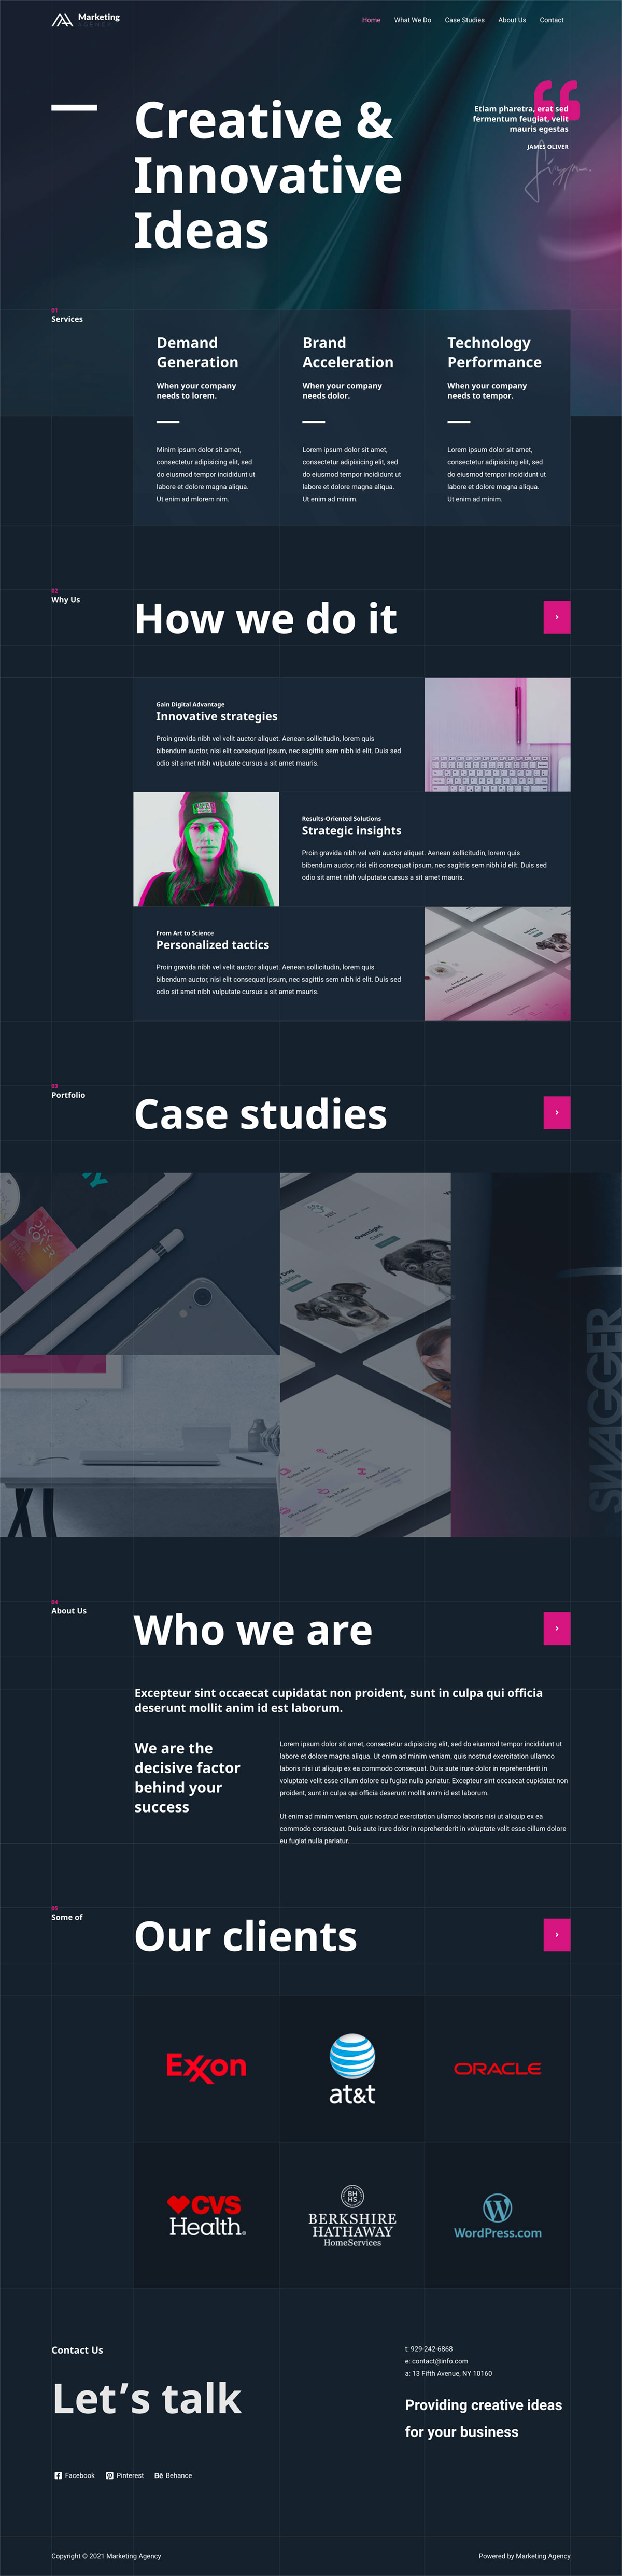 Marketing
AGENCY
Home
What We Do
Case Studies
About Us
Contact
Creative &
Innovative
Ideas
Etiam pharetra, erat sed
fermentum feugiat, velit
mauris egestas
JAMES OLIVER
01
Services
Demand
Generation
When your company
needs to lorem.
Minim ipsum dolor sit amet,
consectetur adipisicing elit, sed
do eiusmod tempor incididunt ut
labore et dolore magna aliqua.
Ut enim ad mlorem nim.
Brand
Acceleration
When your company
needs dolor.
Lorem ipsum dolor sit amet,
consectetur adipisicing elit, sed
do eiusmod tempor incididunt ut
labore et dolore magna aliqua.
Ut enim ad minim.
Technology
Performance
When your company
needs to tempor.
Lorem ipsum dolor sit amet,
consectetur adipisicing elit, sed
do eiusmod tempor incididunt ut
labore et dolore magna aliqua.
Ut enim ad minim.
02
Why Us
How we do it
Gain Digital Advantage
Innovative strategies
Proin gravida nibh vel velit auctor aliquet. Aenean sollicitudin, lorem quis
bibendum auctor, nisi elit consequat ipsum, nec sagittis sem nibh id elit. Duis sed
odio sit amet nibh vulputate cursus a sit amet mauris.
Results-Oriented Solutions
Strategic insights
Proin gravida nibh vel velit auctor aliquet. Aenean sollicitudin, lorem quis
bibendum auctor, nisi elit consequat ipsum, nec sagittis sem nibh id elit. Duis sed
odio sit amet nibh vulputate cursus a sit amet mauris.
From Art to Science
Personalized tactics
Proin gravida nibh vel velit auctor aliquet. Aenean sollicitudin, lorem quis
bibendum auctor, nisi elit consequat ipsum, nec sagittis sem nibh id elit. Duis sed
odio sit amet nibh vulputate cursus a sit amet mauris.
03
Portfolio
Case studies
Overnight
Care
Dog
SWAGGER
04
About Us
Who we are
Excepteur sint occaecat cupidatat non proident, sunt in culpa qui officia
deserunt mollit anim id est laborum.
We are the
decisive factor
behind your
success
Lorem ipsum dolor sit amet, consectetur adipisicing elit, sed do eiusmod tempor incididunt ut
labore et dolore magna aliqua. Ut enim ad minim veniam, quis nostrud exercitation ullamco
laboris nisi ut aliquip ex ea commodo consequat. Duis aute irure dolor in reprehenderit in
voluptate velit esse cillum dolore eu fugiat nulla pariatur. Excepteur sint occaecat cupidatat non
proident, sunt in culpa qui officia deserunt mollit anim id est laborum.
Ut enim ad minim veniam, quis nostrud exercitation ullamco laboris nisi ut aliquip ex ea
commodo consequat. Duis aute irure dolor in reprehenderit in voluptate velit esse cillum dolore
eu fugiat nulla pariatur.
05
Some of
Our clients
Exxon
at&t
ORACLE
CVS
Health
BH
HS
BERKSHIRE
HATHAWAY
HomeServices
WordPress.com
Contact Us
Let's talk
Facebook
Pinterest
Bē Behance
t: 929-242-6868
e: contact@info.com
a: 13 Fifth Avenue, NY 10160
Providing creative ideas
for your business
Copyright © 2021 Marketing Agency
Powered by Marketing Agency